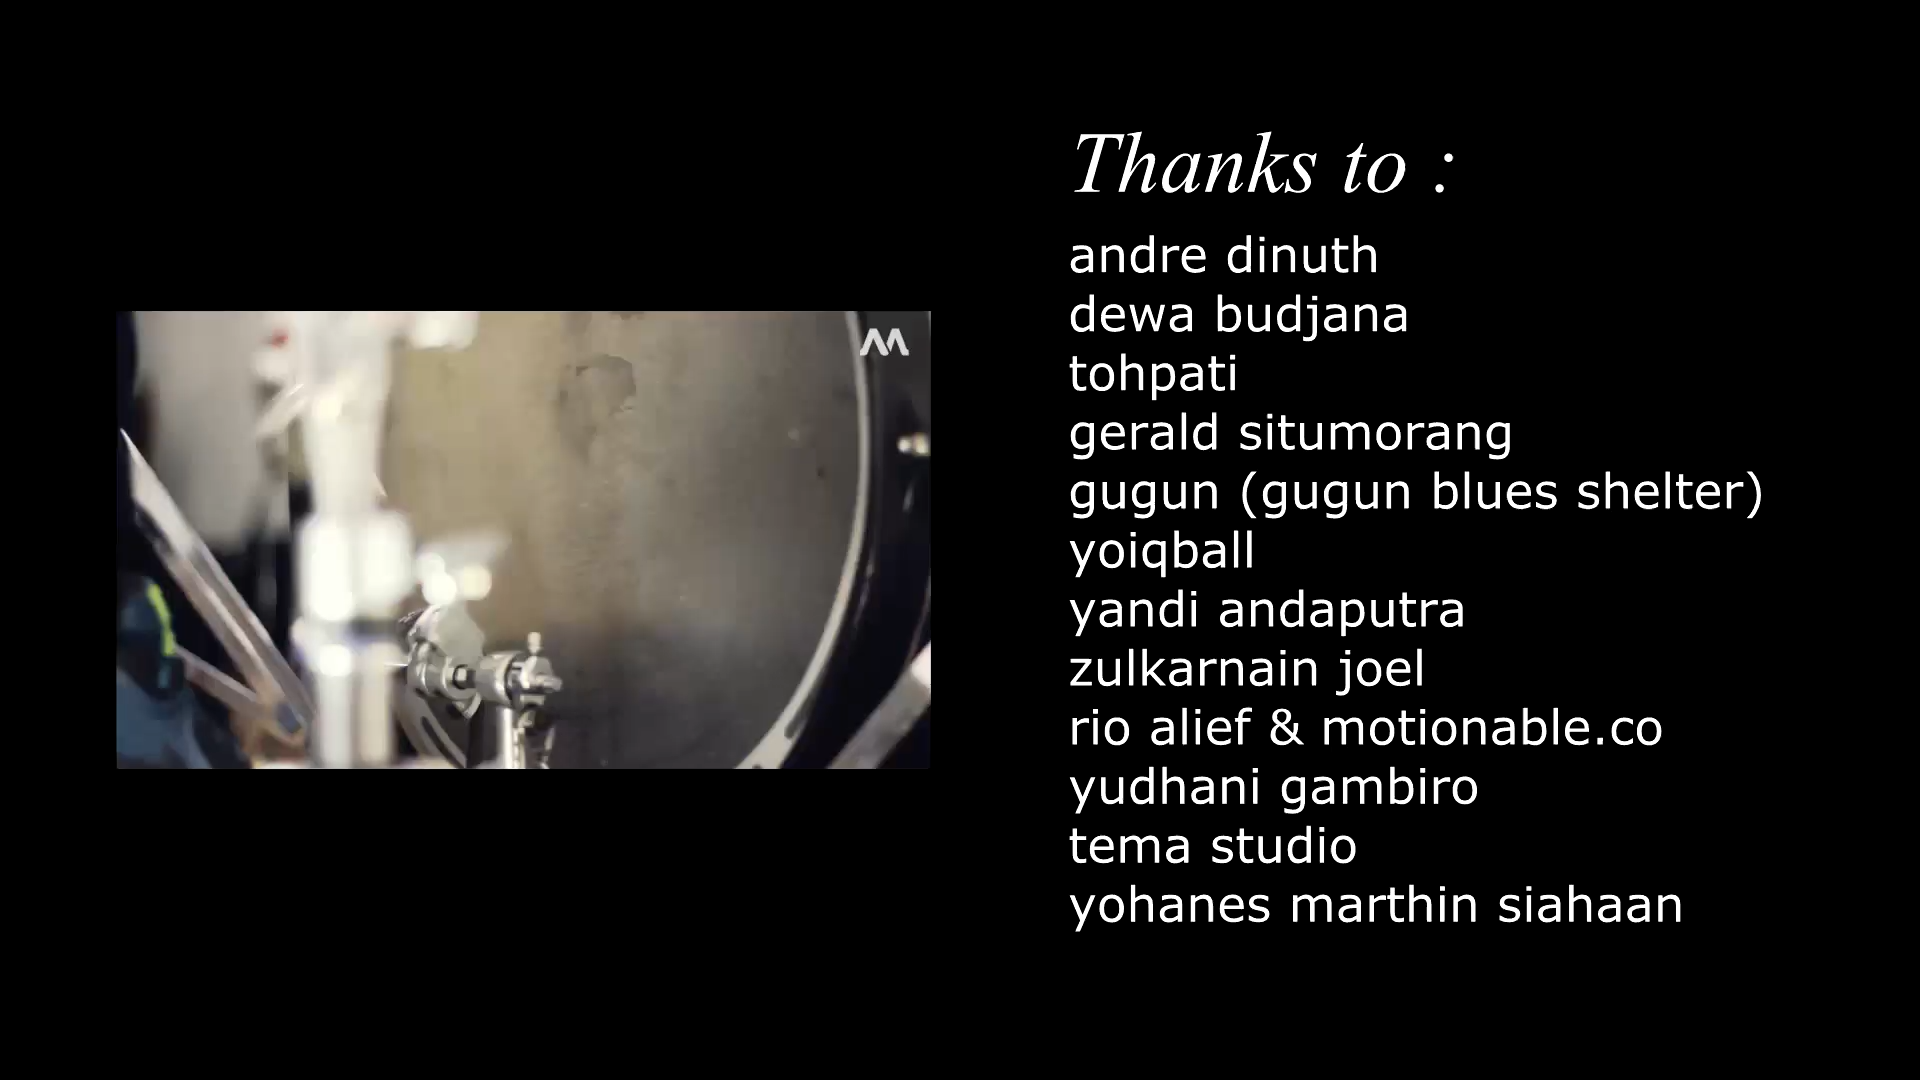 Thanks to :
andre dinuth
dewa budjana
tohpati
gerald situmorang
gugun (gugun blues shelter)
yoiqball
yandi andaputra
zulkarnain joel
rio alief & motionable.co
yudhani gambiro
tema studio
yohanes marthin siahaan